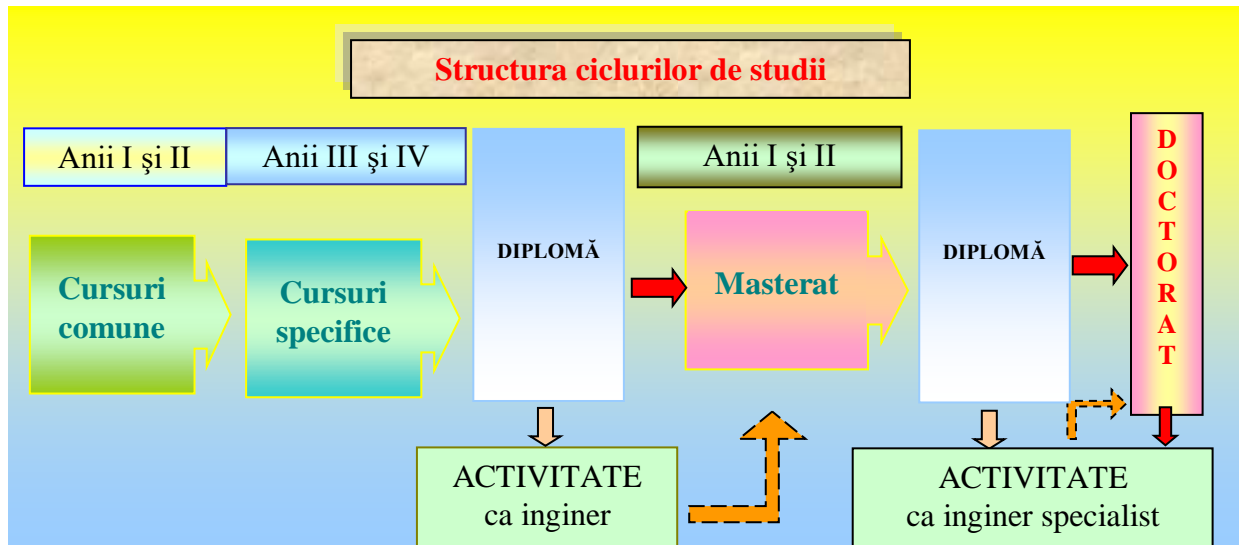 Structura ciclurilor de studii
Anii I şi II
Anii III şi IV
Anii I şi II
DIPLOMĂ
DIPLOMĂ
D
O
C
T
O
R
A
T
Cursuri
comune
Cursuri
specifice
Masterat
ACTIVITATE
ca inginer
ACTIVITATE
ca inginer specialist